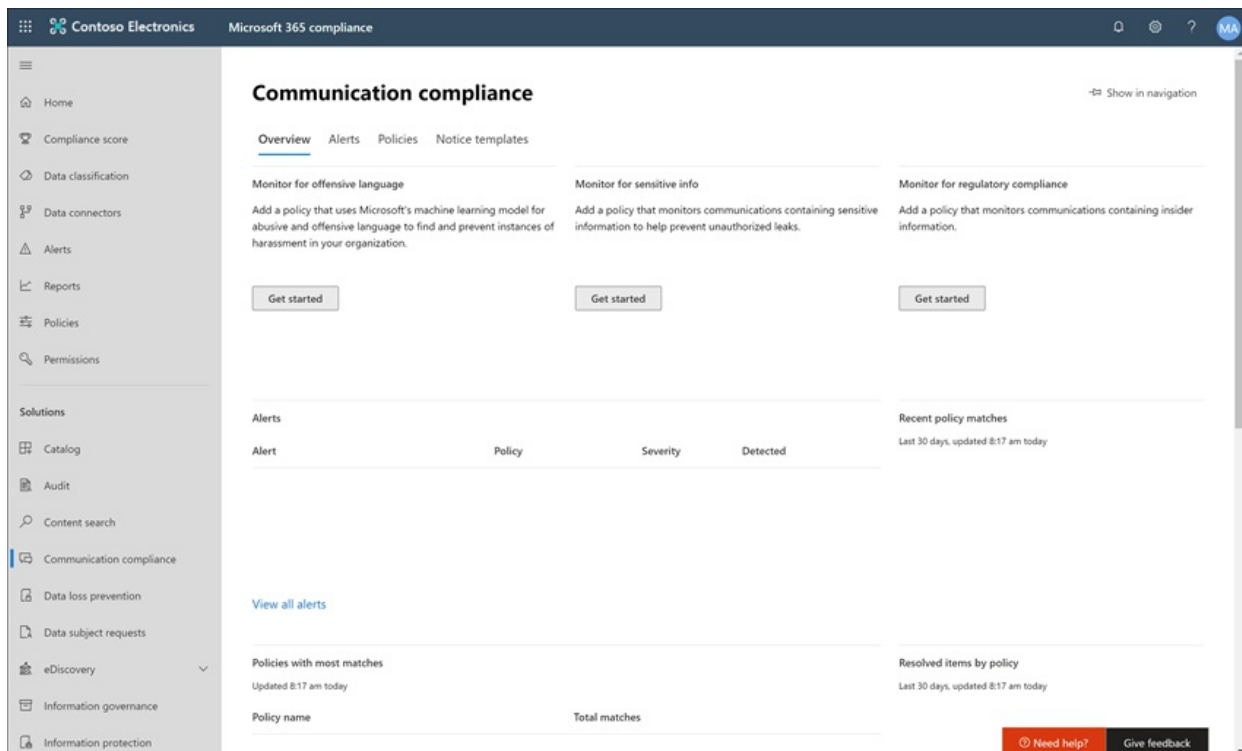 Contoso Electronics
Microsoft 365 compliance
MA
Home
Compliance score
Data classification
Data connectors
Alerts
Reports
Policies
Permissions
Solutions
Catalog
Audit
Content search
Communication compliance
Data loss prevention
Data subject requests
eDiscovery
Information governance
Information protection
Communication compliance
Show in navigation
Overview Alerts Policies Notice templates
Monitor for offensive language
Add a policy that uses Microsoft's machine learning model for
abusive and offensive language to find and prevent instances of
harassment in your organization.
Get started
Monitor for sensitive info
Add a policy that monitors communications containing sensitive
information to help prevent unauthorized leaks.
Get started
Monitor for regulatory compliance
Add a policy that monitors communications containing insider
information.
Get started
Alerts
Alert Policy Severity Detected
View all alerts
Recent policy matches
Last 30 days, updated 8:17 am today
Policies with most matches
Updated 8:17 am today
Policy name Total matches
Resolved items by policy
Last 30 days, updated 8:17 am today
Need help?
Give feedback